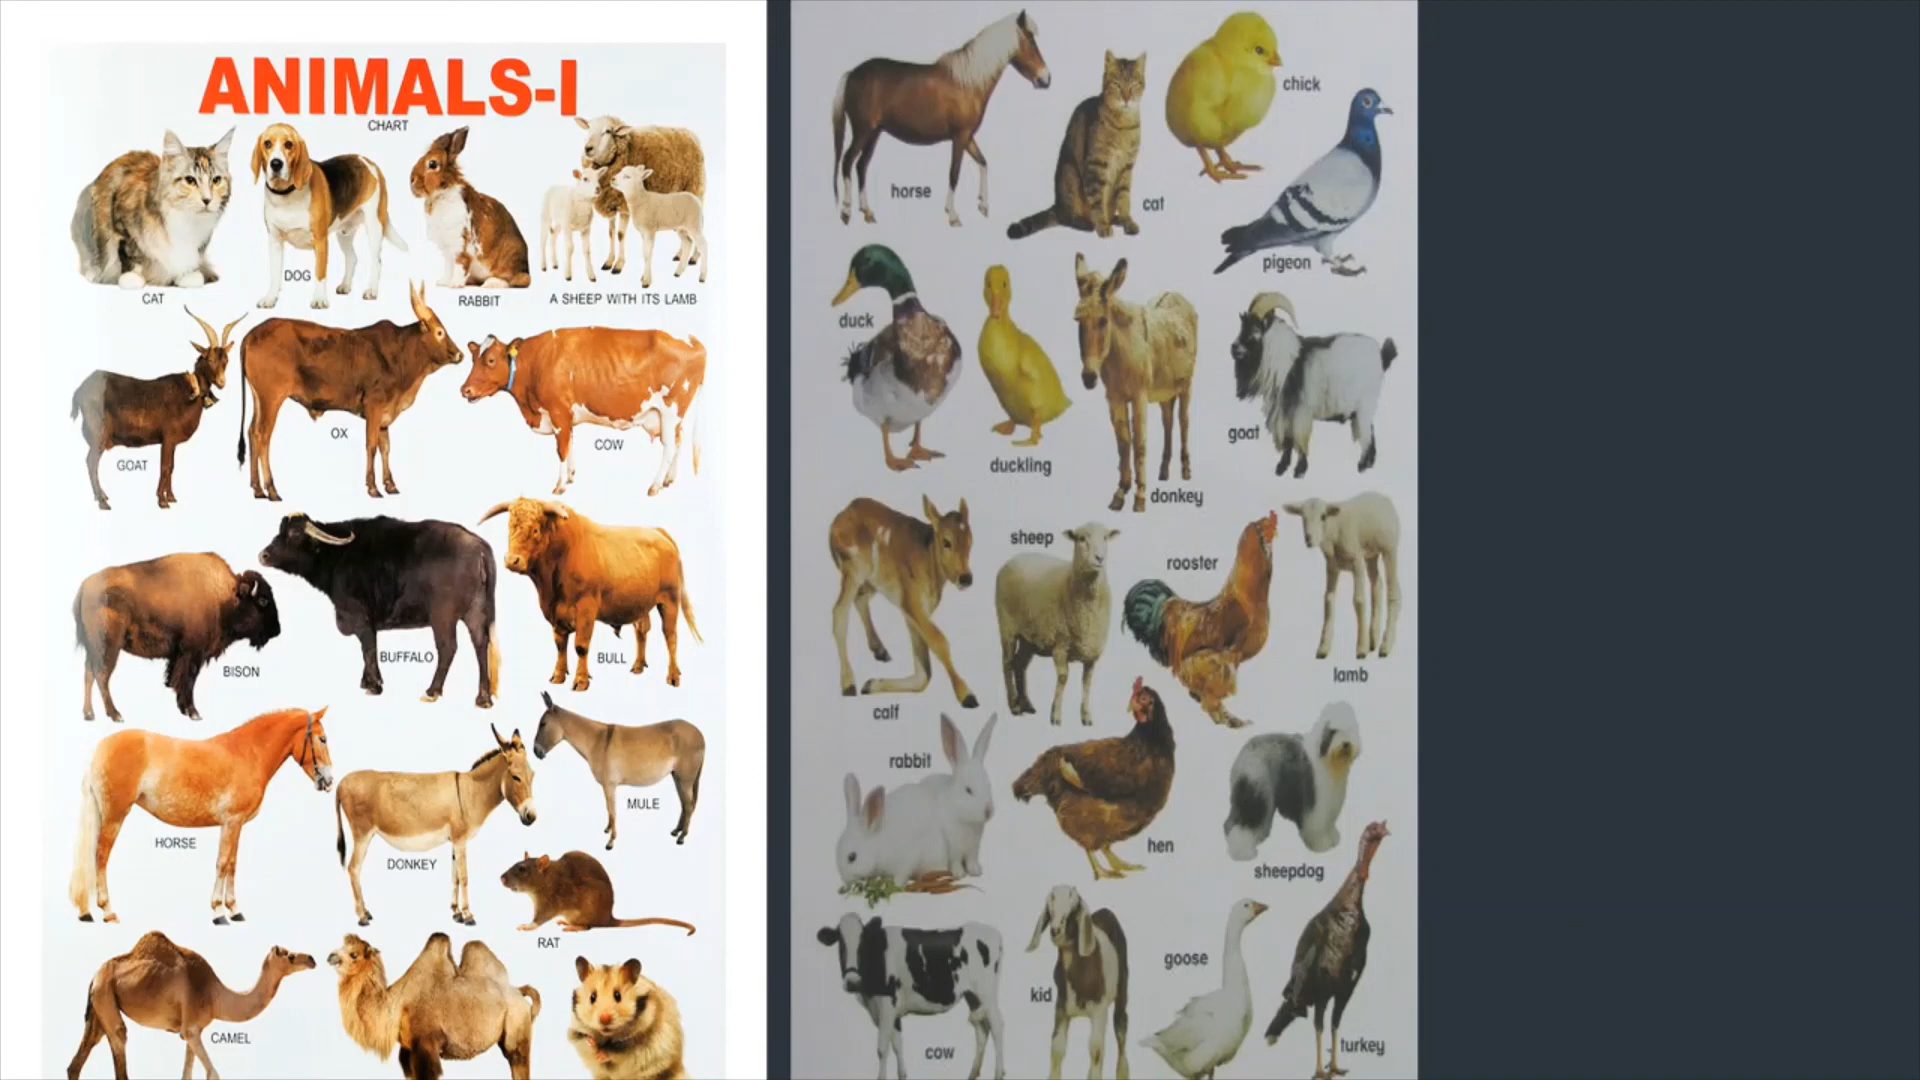 ANIMALS-I
CHART
CAT
DOG
RABBIT
A SHEEP WITH ITS LAMB
GOAT
OX
COW
BISON
BUFFALO
BULL
HORSE
DONKEY
MULE
RAT
CAMEL
horse
cat
chick
pigeon
duck
duckling
donkey
goat
calf
sheep
rooster
lamb
rabbit
hen
sheepdog
cow
kid
goose
turkey